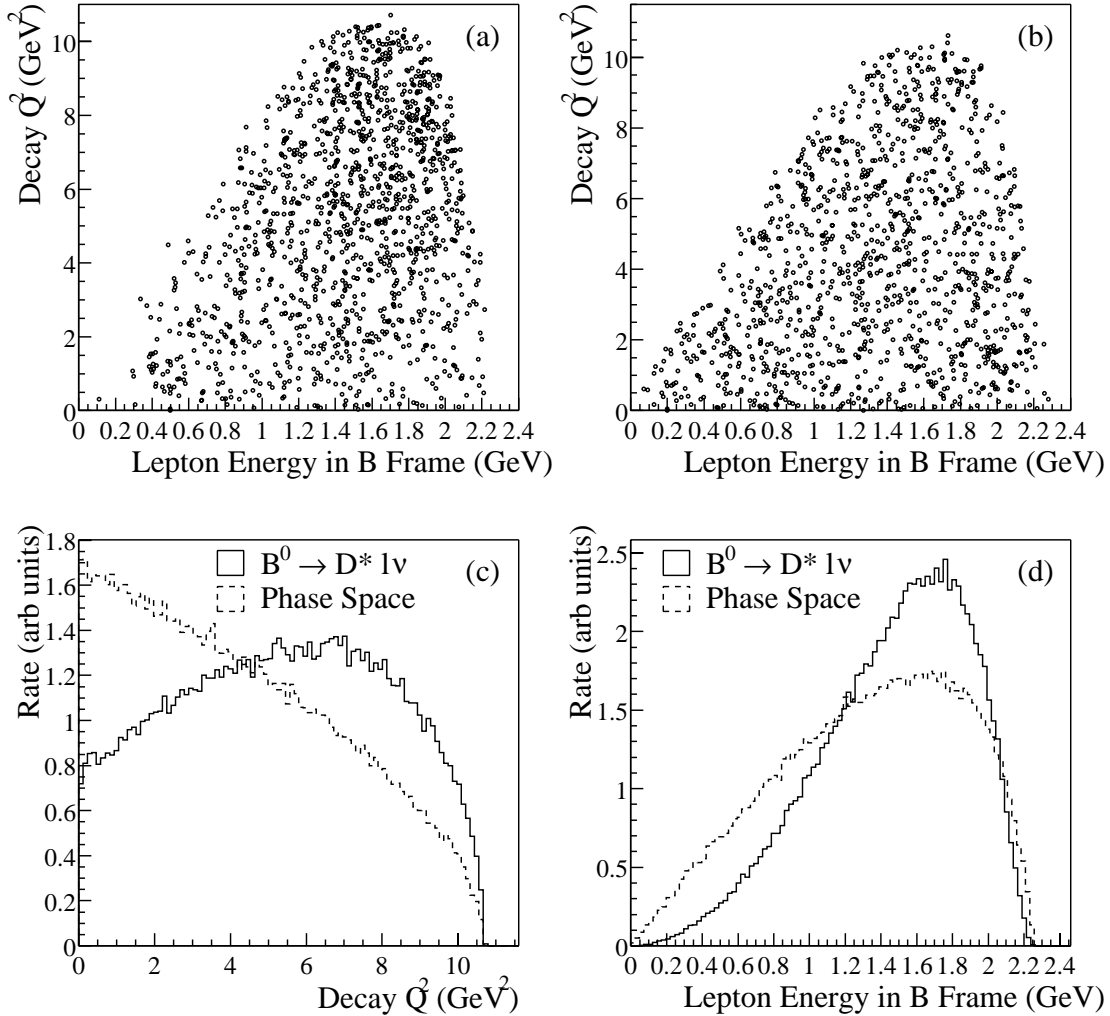 Decay Q² (GeV²)
(a)
10
8
6
4
2
0
0 0.2 0.4 0.6 0.8 1 1.2 1.4 1.6 1.8 2 2.2 2.4
Lepton Energy in B Frame (GeV)
Decay Q² (GeV²)
(b)
10
8
6
4
2
0
0 0.2 0.4 0.6 0.8 1 1.2 1.4 1.6 1.8 2 2.2 2.4
Lepton Energy in B Frame (GeV)
Rate (arb units)
1.8
1.6
1.4
1.2
1
0.8
0.6
0.4
0.2
0
B⁰ → D* lν
Phase Space
(c)
0 2 4 6 8 10
Decay Q² (GeV²)
Rate (arb units)
2.5
2
1.5
1
0.5
0
B⁰ → D* lν
Phase Space
(d)
0 0.2 0.4 0.6 0.8 1 1.2 1.4 1.6 1.8 2 2.2 2.4
Lepton Energy in B Frame (GeV)